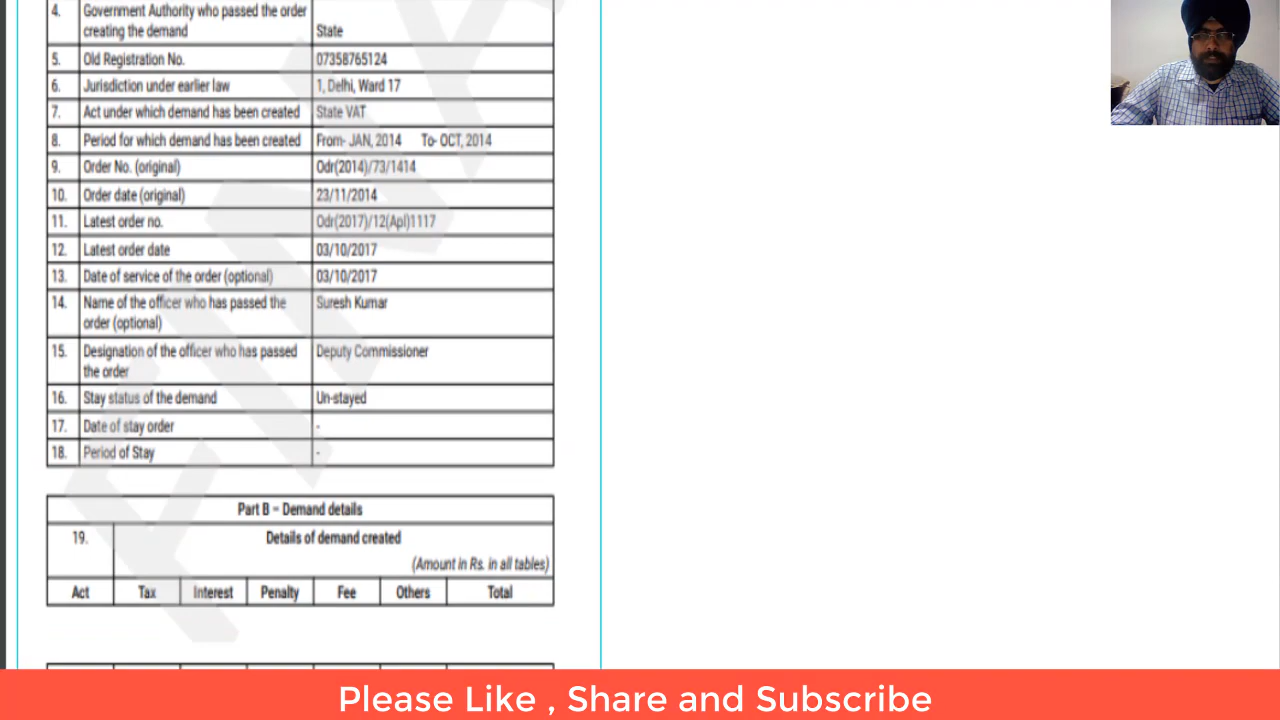 4. Government Authority who passed the order
creating the demand State
5. Old Registration No. 07358765124
6. Jurisdiction under earlier law 1, Delhi, Ward 17
7. Act under which demand has been created State VAT
8. Period for which demand has been created From- JAN, 2014 To- OCT, 2014
9. Order No. (original) Odr(2014)/73/1414
10. Order date (original) 23/11/2014
11. Latest order no. Odr(2017)/12(Apl)1117
12. Latest order date 03/10/2017
13. Date of service of the order (optional) 03/10/2017
14. Name of the officer who has passed the Suresh Kumar
order (optional)
15. Designation of the officer who has passed Deputy Commissioner
the order
16. Stay status of the demand Un-stayed
17. Date of stay order -
18. Period of Stay -
Part B – Demand details
19. Details of demand created
(Amount in Rs. in all tables)
Act Tax Interest Penalty Fee Others Total
Please Like , Share and Subscribe